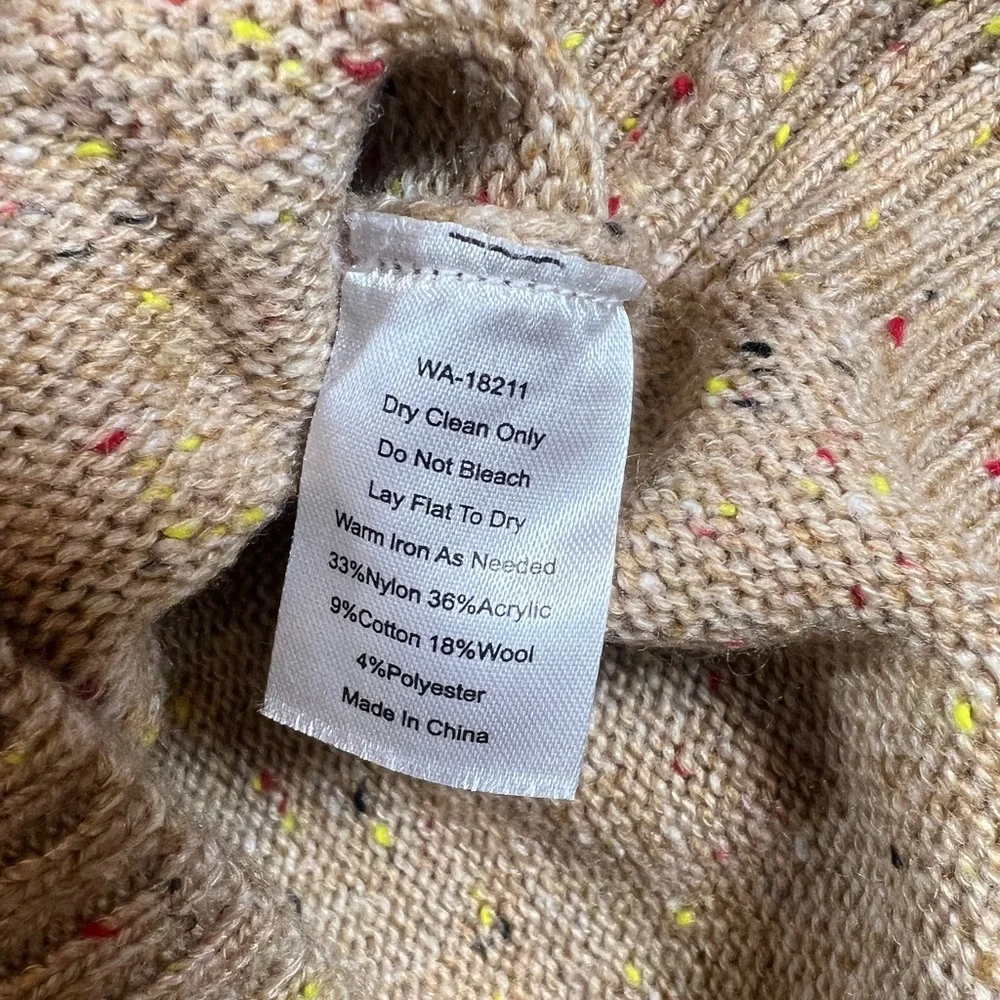 WA-18211
Dry Clean Only
Do Not Bleach
Lay Flat To Dry
Warm Iron As Needed
33%Nylon 36%Acrylic
9%Cotton 18%Wool
4%Polyester
Made In China